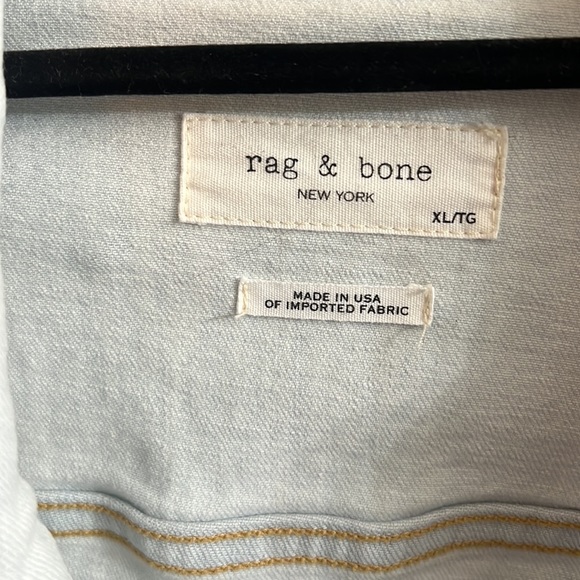 rag & bone
NEW YORK
XL/TG
MADE IN USA
OF IMPORTED FABRIC